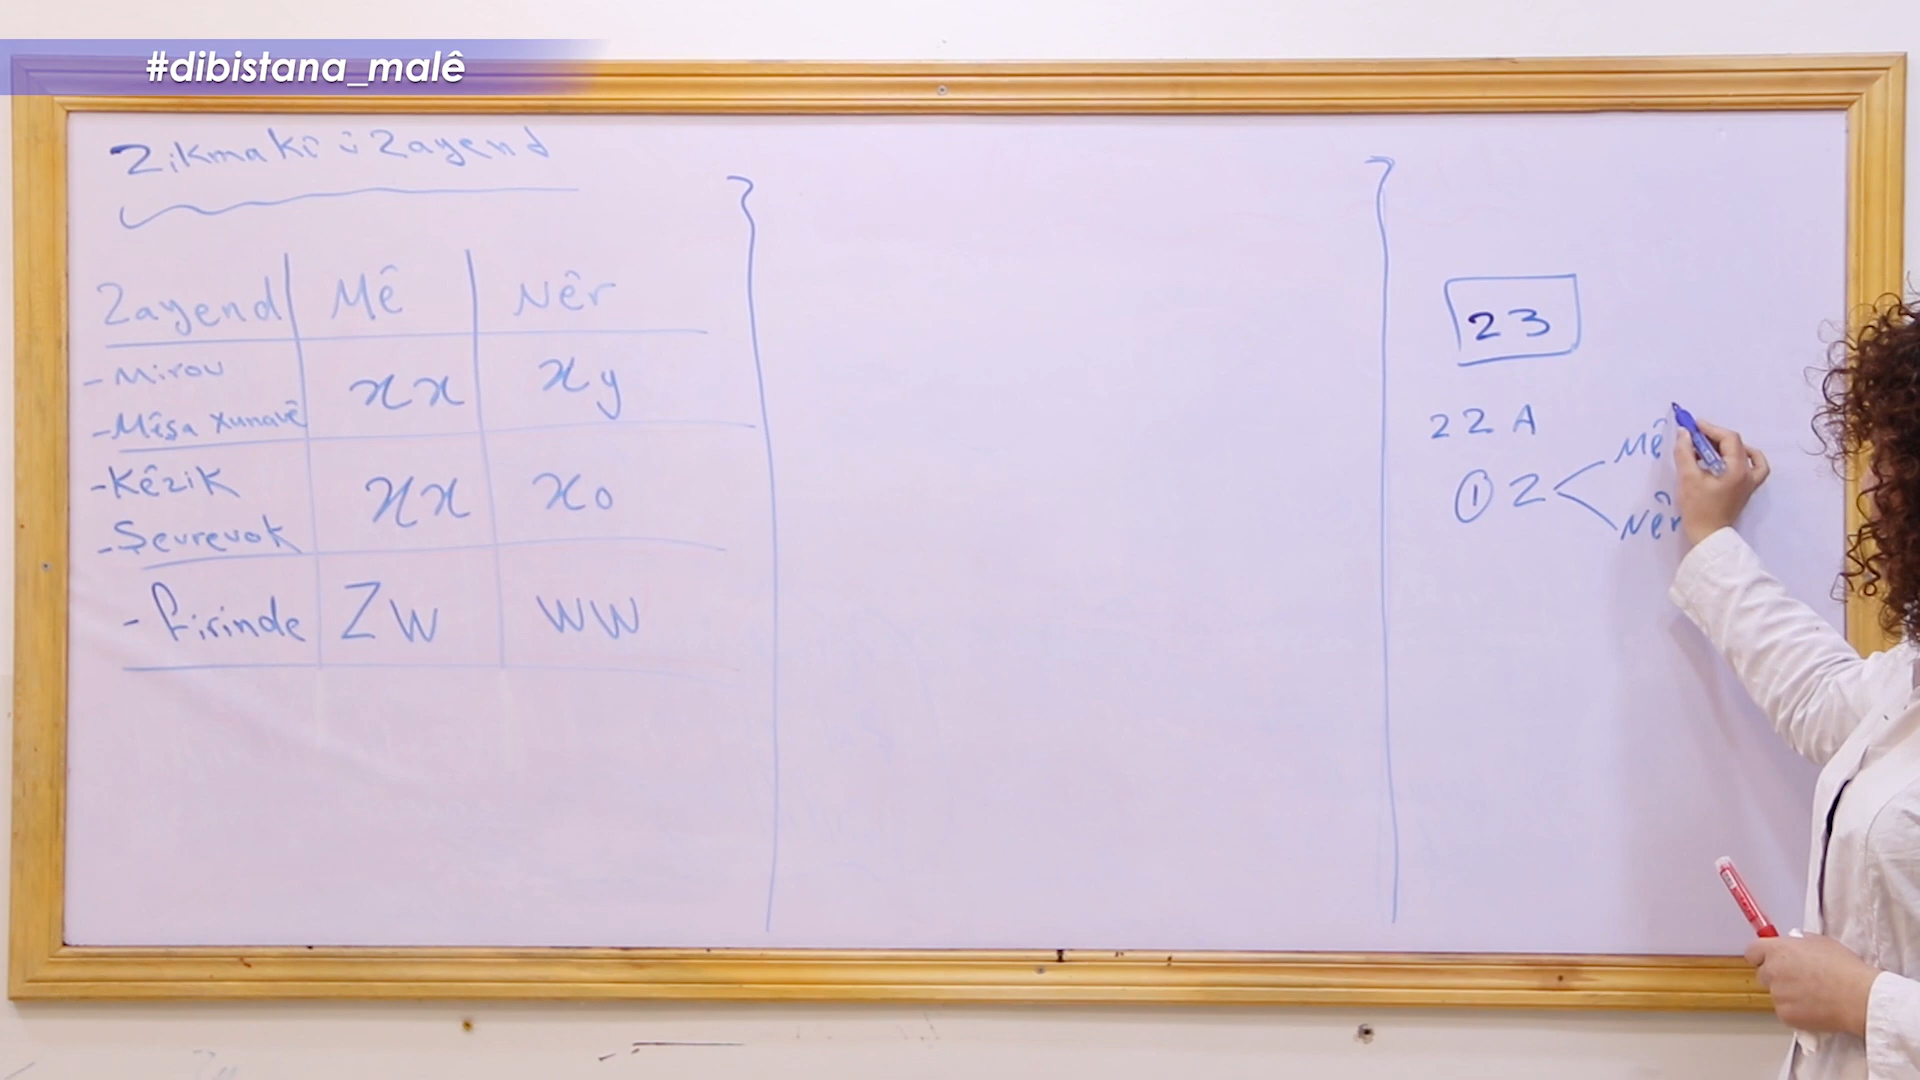 #dibistana_malê
Zikmakî û Zayend
Zayend Mê Nêr
- Mirov
- Mêşa Xunavê
xx xy
- Kêzik
- Şevrevok
xx xo
- Firinde ZW WW
23
22 A
① Z
Mê
Nêr